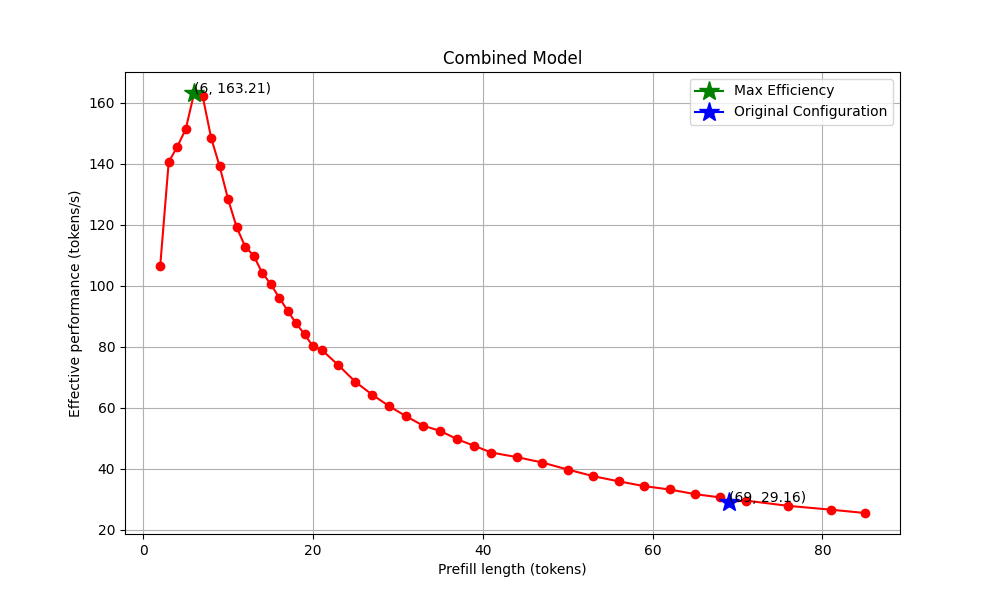 Combined Model
(6, 163.21)
Max Efficiency
Original Configuration
160
140
120
100
80
60
40
20
Effective performance (tokens/s)
(69, 29.16)
0 20 40 60 80
Prefill length (tokens)